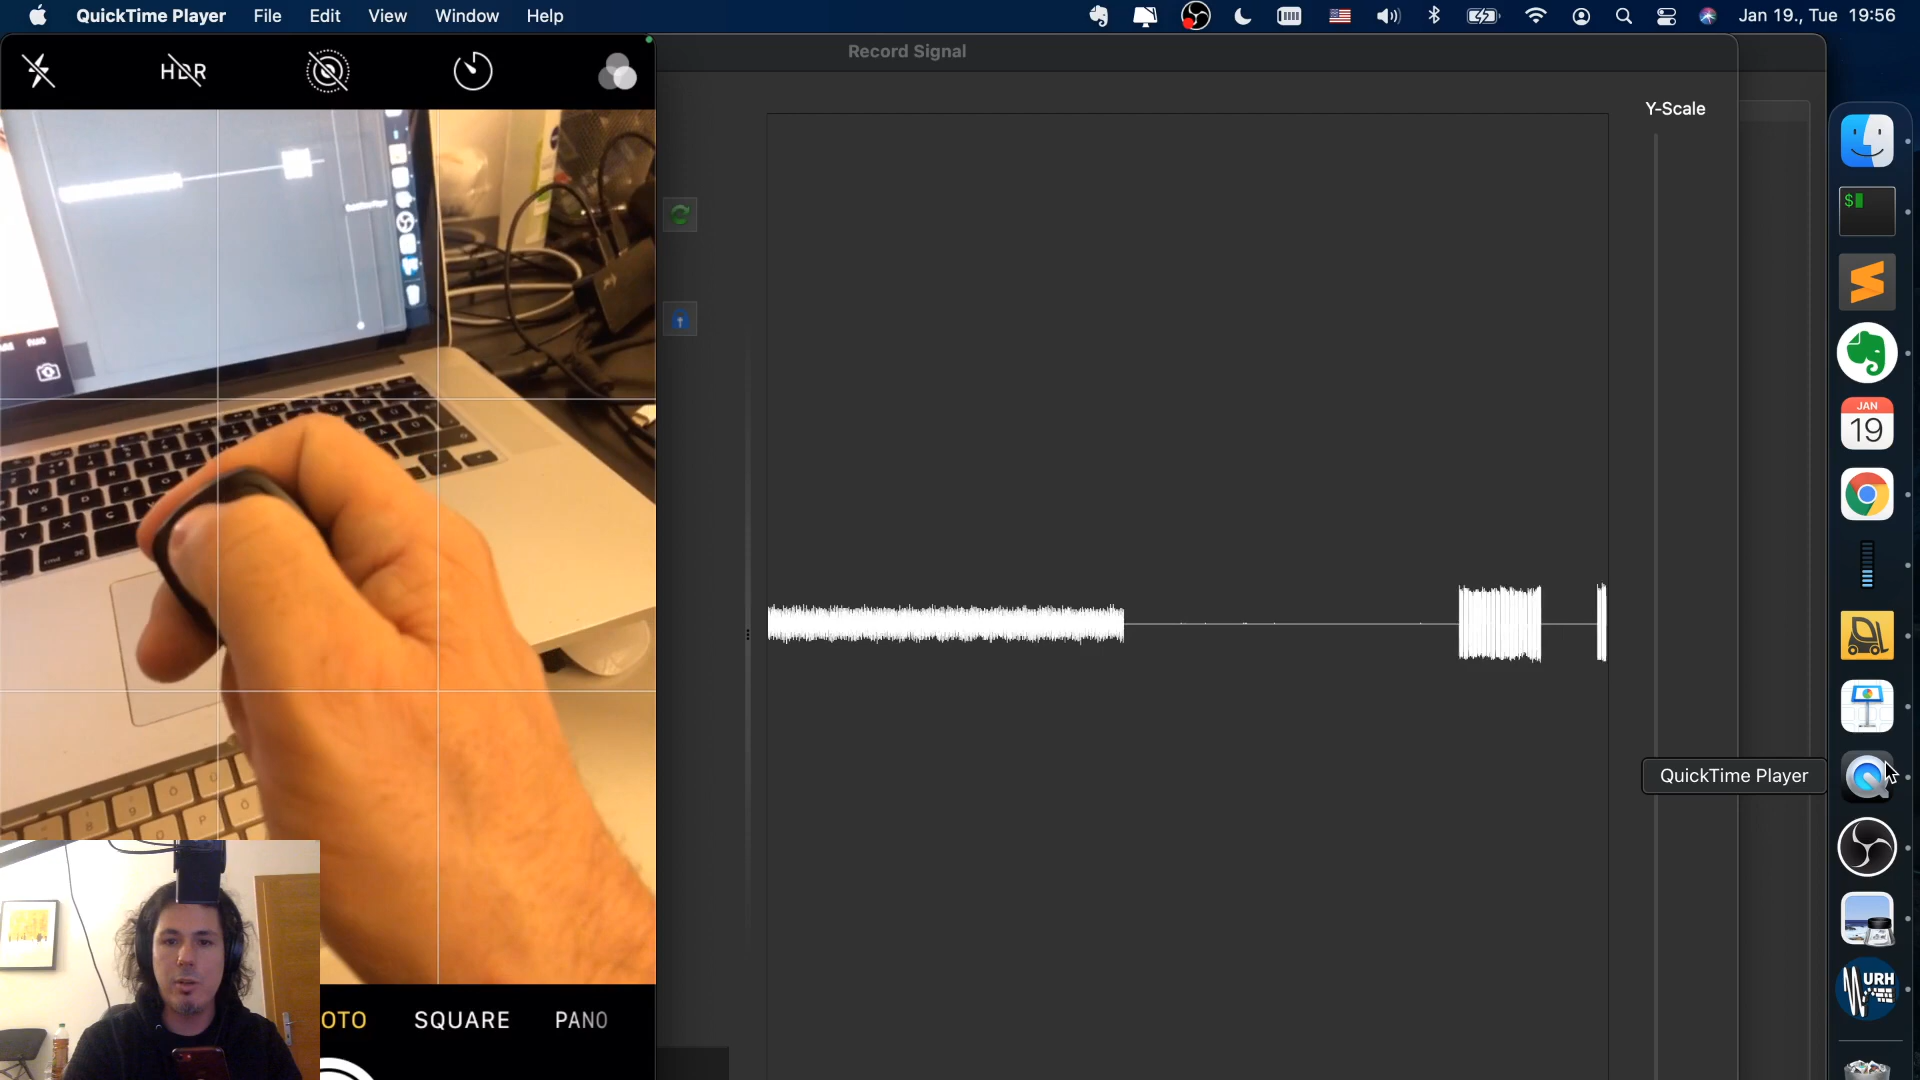 QuickTime Player File Edit View Window Help Jan 19., Tue 19:56
HDR
Record Signal
Y-Scale
$
JAN
19
QuickTime Player
URH
OTO SQUARE PANO